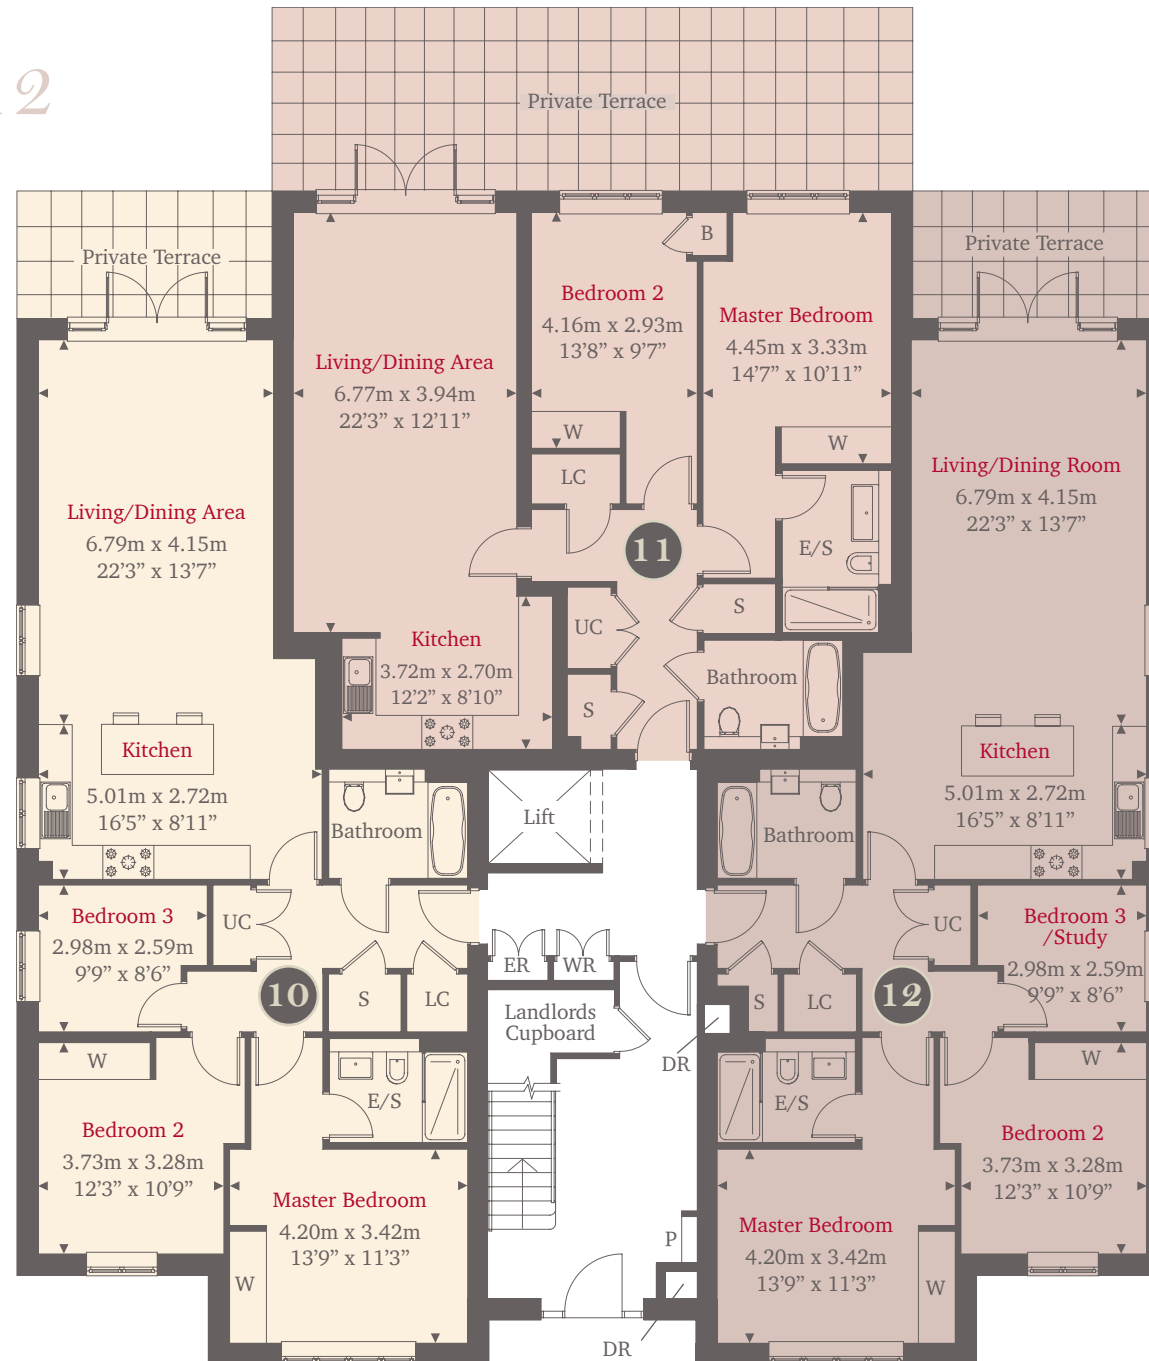 12
Private Terrace
Private Terrace
Private Terrace
B
Bedroom 2
4.16m x 2.93m
13’8” x 9’7”
Master Bedroom
4.45m x 3.33m
14’7” x 10’11”
Living/Dining Area
6.77m x 3.94m
22’3” x 12’11”
W
W
LC
Living/Dining Room
6.79m x 4.15m
22’3” x 13’7”
Living/Dining Area
6.79m x 4.15m
22’3” x 13’7”
11
E/S
S
UC
Kitchen
3.72m x 2.70m
12’2” x 8’10”
Bathroom
S
Kitchen
5.01m x 2.72m
16’5” x 8’11”
Kitchen
5.01m x 2.72m
16’5” x 8’11”
Lift
Bathroom
Bathroom
Bedroom 3
2.98m x 2.59m
9’9” x 8’6”
UC
UC
Bedroom 3
/Study
2.98m x 2.59m
9’9” x 8’6”
ER
WR
10
S
LC
S
LC
12
Landlords
Cupboard
DR
W
W
E/S
E/S
Bedroom 2
3.73m x 3.28m
12’3” x 10’9”
Bedroom 2
3.73m x 3.28m
12’3” x 10’9”
Master Bedroom
4.20m x 3.42m
13’9” x 11’3”
Master Bedroom
4.20m x 3.42m
13’9” x 11’3”
P
W
W
DR